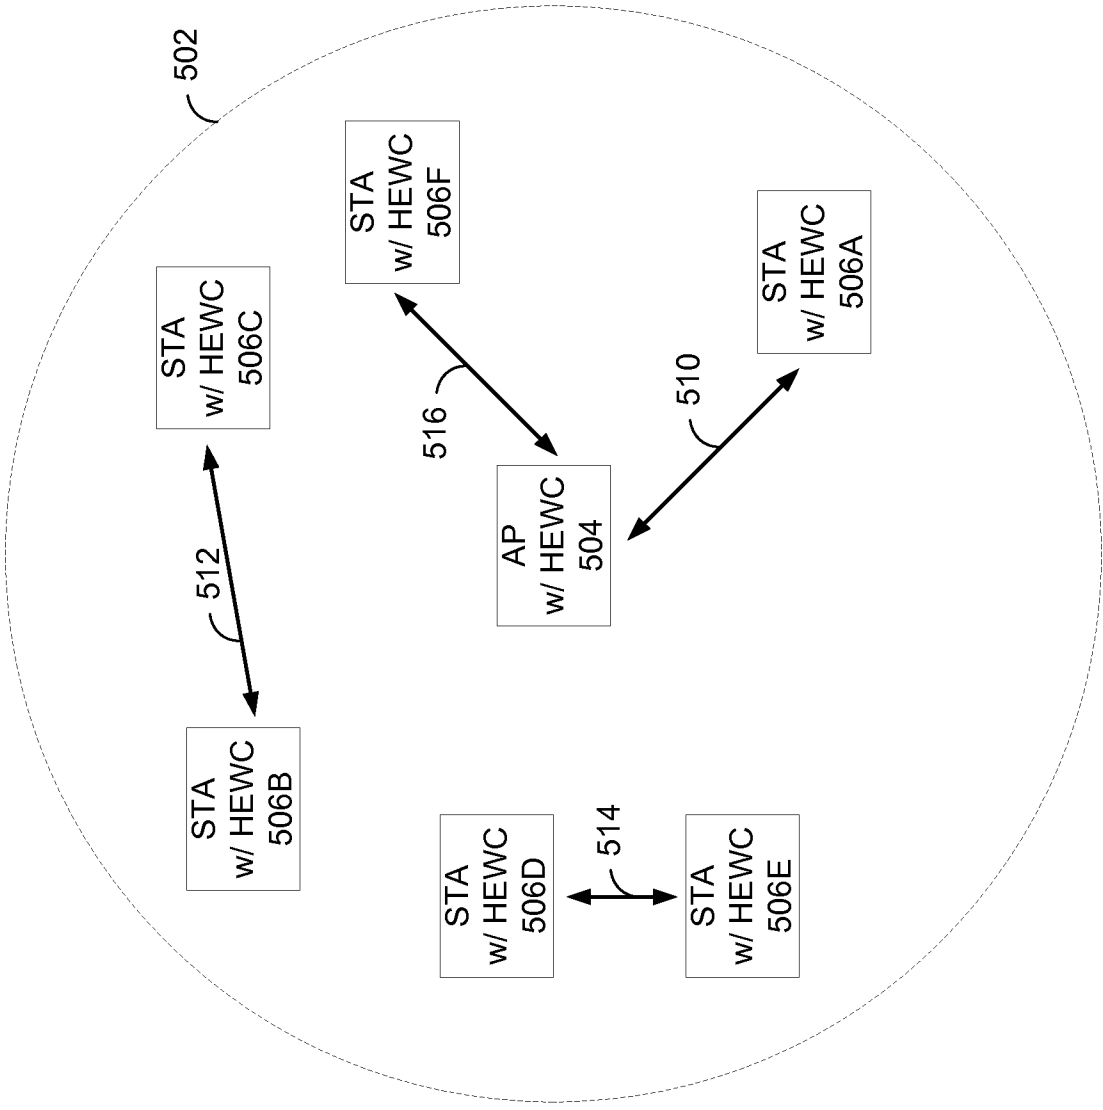 502
STA
w/ HEWC
506C
512
STA
w/ HEWC
506B
STA
w/ HEWC
506F
516
STA
w/ HEWC
506D
AP
w/ HEWC
504
514
510
STA
w/ HEWC
506E
STA
w/ HEWC
506A